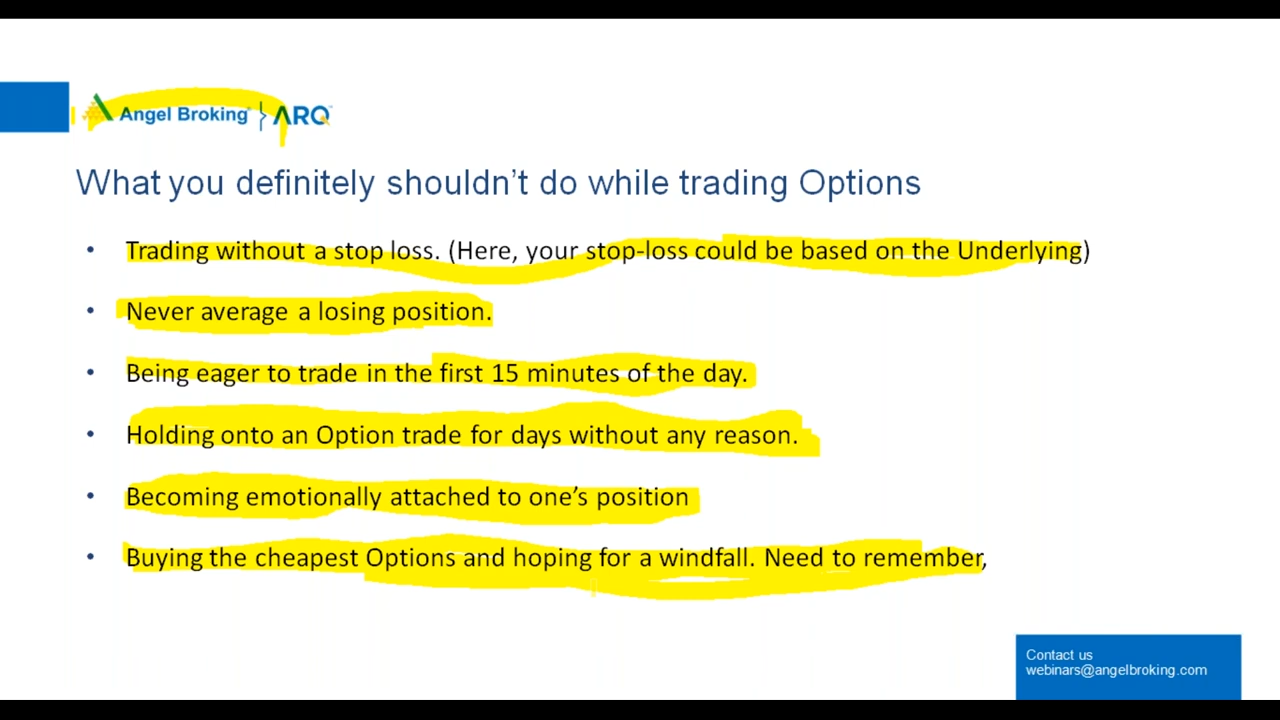 Angel Broking ARQ
What you definitely shouldn't do while trading Options
• Trading without a stop loss. (Here, your stop-loss could be based on the Underlying)
• Never average a losing position.
• Being eager to trade in the first 15 minutes of the day.
• Holding onto an Option trade for days without any reason.
• Becoming emotionally attached to one's position
• Buying the cheapest Options and hoping for a windfall. Need to remember,
Contact us
webinars@angelbroking.com